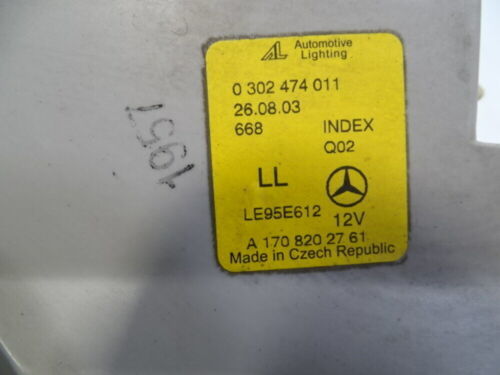 AL Automotive
Lighting
0 302 474 011
26.08.03
668 INDEX
Q02
LL
LE95E612 12V
A 170 820 27 61
Made in Czech Republic
1957